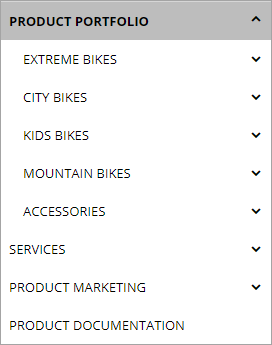 PRODUCT PORTFOLIO
EXTREME BIKES
CITY BIKES
KIDS BIKES
MOUNTAIN BIKES
ACCESSORIES
SERVICES
PRODUCT MARKETING
PRODUCT DOCUMENTATION